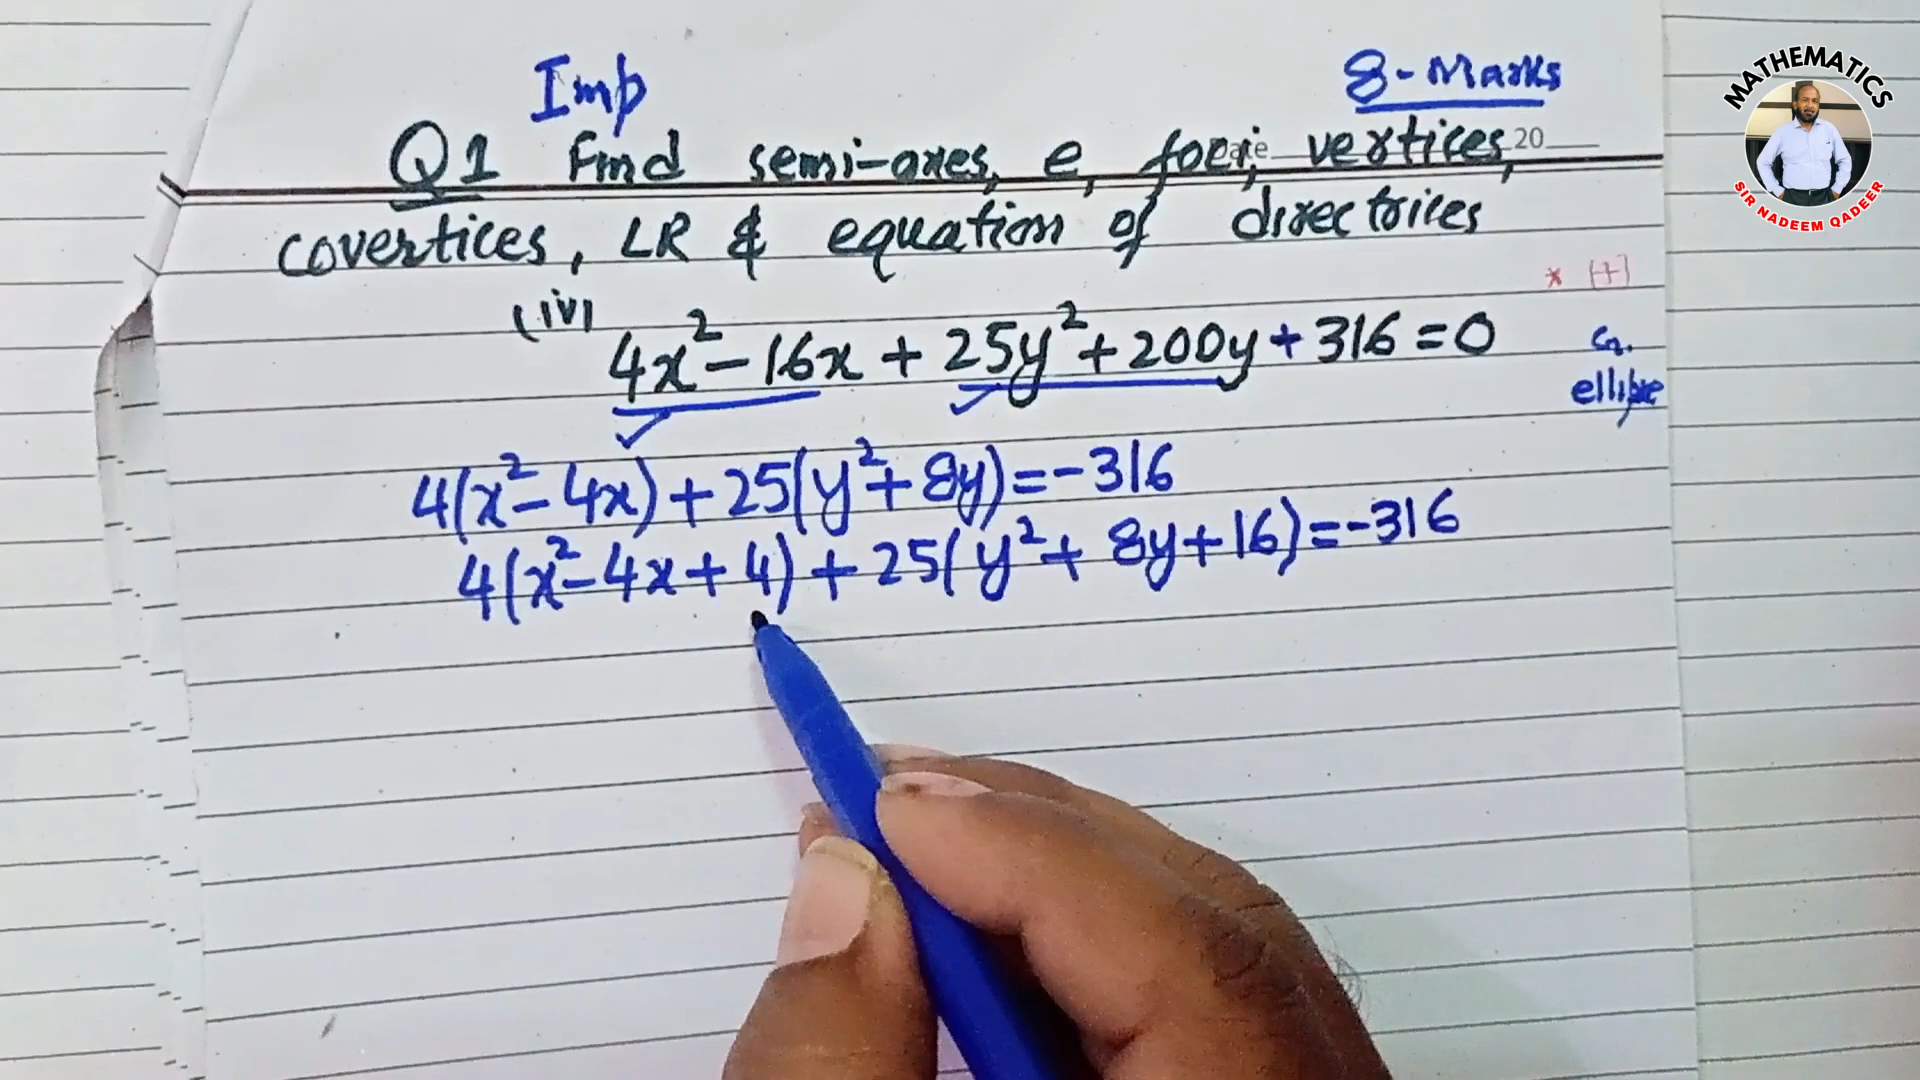 Imp
8-Marks
Q1 Find semi-axes, e, foci, vertices,
20
covertices, LR & equation of directrices
* [+]
(iv)
4x² - 16x + 25y² + 200y + 316 = 0
ellipse
4(x² - 4x) + 25(y² + 8y) = -316
4(x² - 4x + 4) + 25(y² + 8y + 16) = -316
MATHEMATICS
SIR NADEEM QADEER